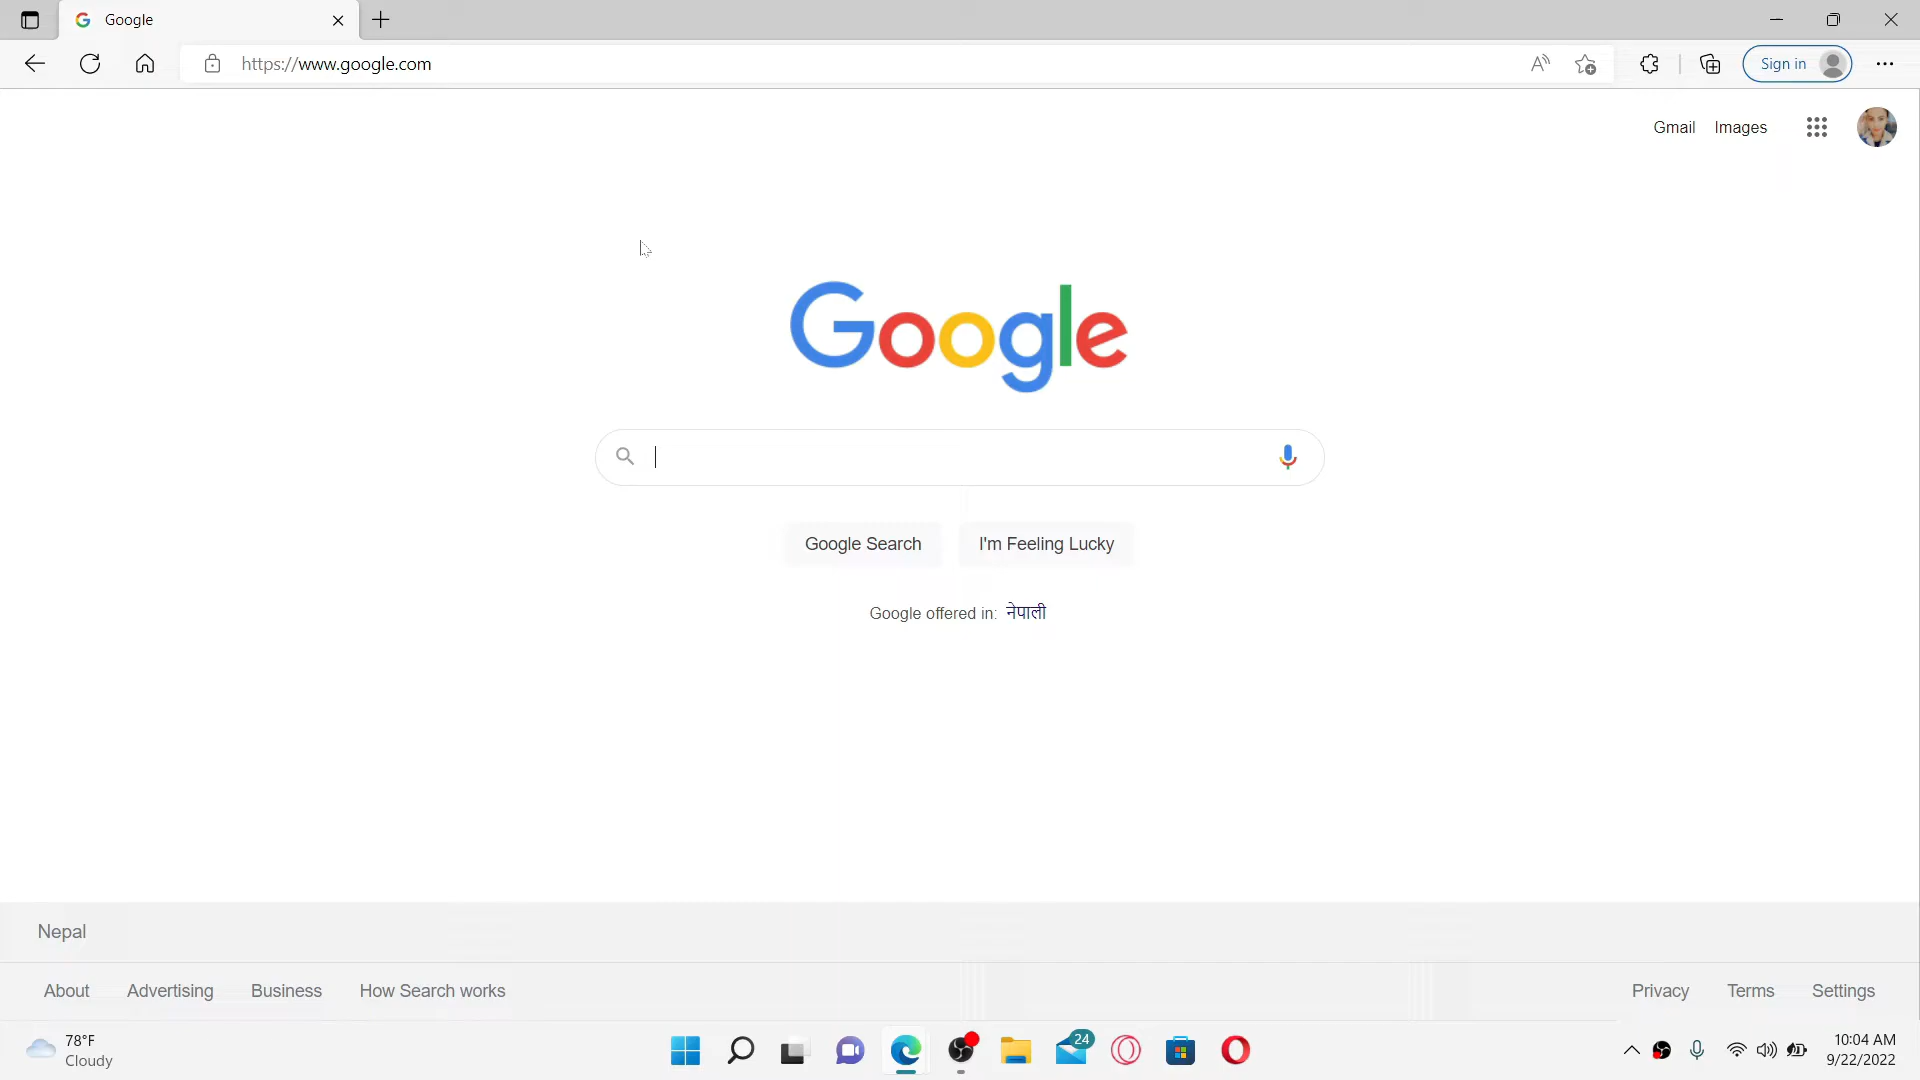 Google
https://www.google.com
Sign in
Gmail Images
Google
Google Search I'm Feeling Lucky
Google offered in: नेपाली
Nepal
About Advertising Business How Search works Privacy Terms Settings
78°F
Cloudy
24
10:04 AM
9/22/2022